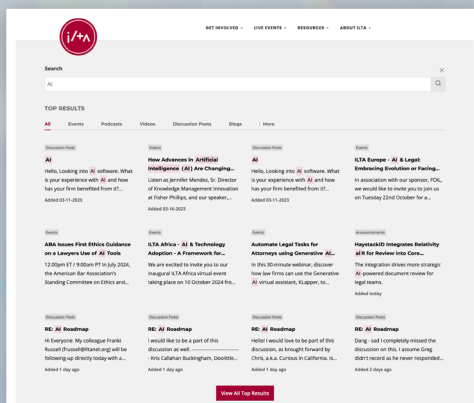 i/+Λ
GET INVOLVED
LIVE EVENTS
RESOURCES
ABOUT ILTA
Search
×
AI
TOP RESULTS
All Events Podcasts Videos Discussion Posts Blogs | More
Discussion Posts
AI
Hello, Looking into AI software. What
is your experience with AI and how
has your firm benefited from it?...
Added 03-11-2023
Videos
How Advances in Artificial
Intelligence (AI) Are Changing...
Listen as Jennifer Mendez, Sr. Director
of Knowledge Management Innovation
at Fisher Phillips, and our speaker,...
Added 03-16-2023
Discussion Posts
AI
Hello, Looking into AI software. What
is your experience with AI and how
has your firm benefited from it?...
Added 03-11-2023
Events
ILTA Europe - AI & Legal:
Embracing Evolution or Facing...
In association with our sponsor, FOIL,
we would like to invite you to join us
on Tuesday 22nd October for a...
Events
ABA Issues First Ethics Guidance
on a Lawyers Use of AI Tools
12:00pm ET / 9:00am PT In July 2024,
the American Bar Association's
Standing Committee on Ethics and...
Events
ILTA Africa - AI & Technology
Adoption - A Framework for...
We are excited to invite you to our
inaugural ILTA Africa virtual event
taking place on 10 October 2024 fro...
Events
Automate Legal Tasks for
Attorneys using Generative AI...
In this 30-minute webinar, discover
how law firms can use the Generative
AI virtual assistant, KLapper, to...
Announcements
HaystackID Integrates Relativity
aiR for Review into Core...
The integration drives more strategic
AI-powered document review for
legal teams.
Added today
Discussion Posts
RE: AI Roadmap
Hi Everyone: My colleague Franki
Russell (frussell@iltanet.org) will be
following-up directly today with a...
Added 1 day ago
Discussion Posts
RE: AI Roadmap
I would like to be a part of this
discussion as well. ------------------
- Kris Callahan Buckingham, Doolittle...
Added 1 day ago
Discussion Posts
RE: AI Roadmap
Hello! I would love to be part of this
discussion, as brought forward by
Chris, a.k.a. Curious in California. Is...
Added 1 day ago
Discussion Posts
RE: AI Roadmap
Dang - sad I completely missed the
discussion on this. I assume Greg
didn't record as he never responded...
Added 2 days ago
View All Top Results